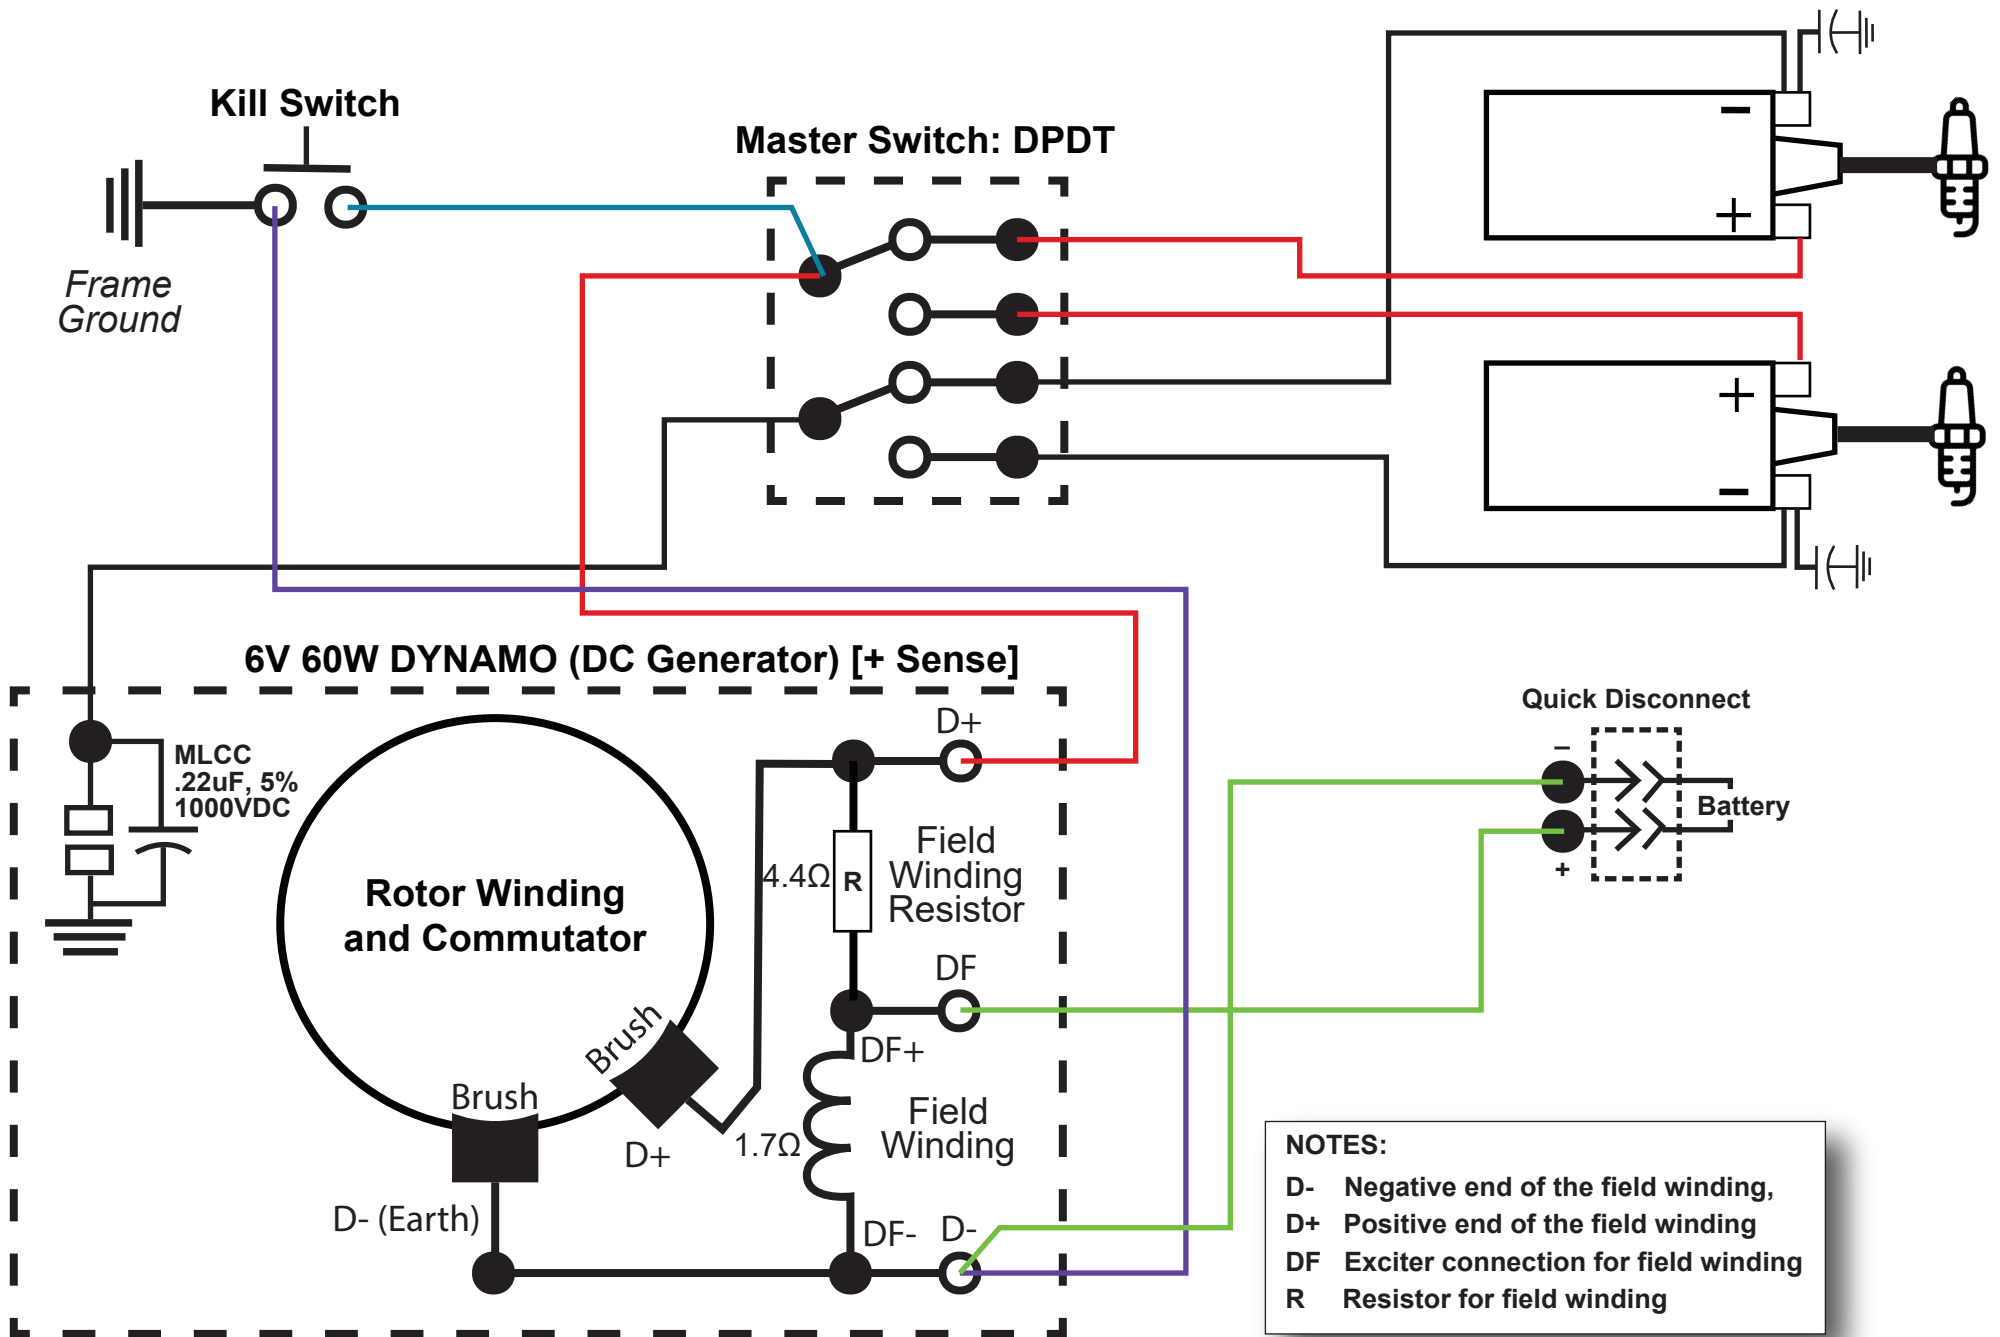 Kill Switch
Master Switch: DPDT
Frame
Ground
−
+
+
−
6V 60W DYNAMO (DC Generator) [+ Sense]
MLCC
.22uF, 5%
1000VDC
D+
Rotor Winding
and Commutator
4.4Ω
R
Field
Winding
Resistor
DF
DF+
Brush
Brush
D+
1.7Ω
Field
Winding
D- (Earth)
DF-
D-
Quick Disconnect
−
Battery
+
NOTES:
D- Negative end of the field winding,
D+ Positive end of the field winding
DF Exciter connection for field winding
R Resistor for field winding